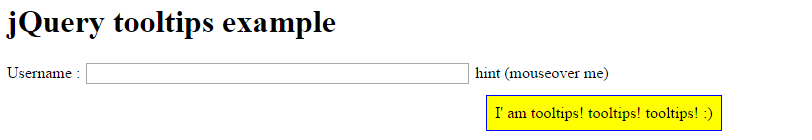 jQuery tooltips example
Username : hint (mouseover me)
I' am tooltips! tooltips! tooltips! :)